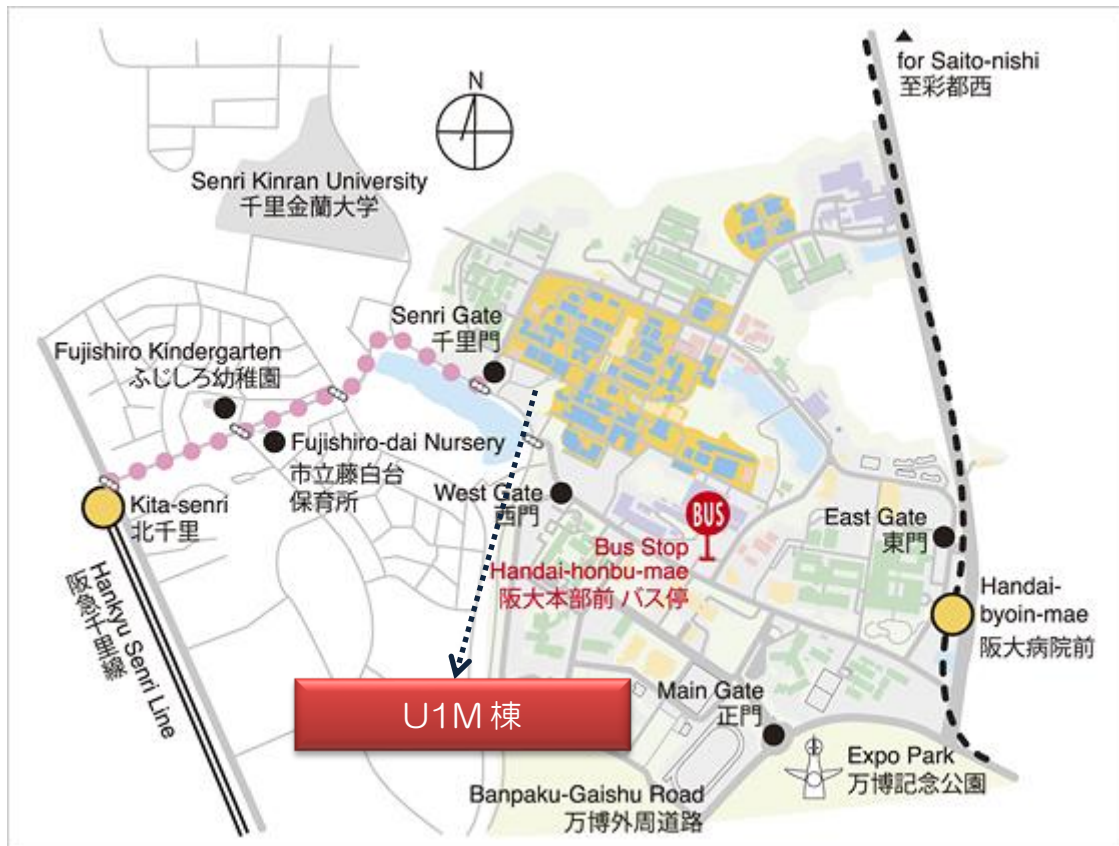 for Saito-nishi
至彩都西
N
Senri Kinran University
千里金蘭大学
Senri Gate
千里門
Fujishiro Kindergarten
ふじしろ幼稚園
Fujishiro-dai Nursery
市立藤白台
保育所
Kita-senri
北千里
West Gate
西門
BUS
Bus Stop
Handai-honbu-mae
阪大本部前 バス停
East Gate
東門
Handai-
byoin-mae
阪大病院前
Hankyu Senri Line
阪急千里線
U1M 棟
Main Gate
正門
Expo Park
万博記念公園
Banpaku-Gaishu Road
万博外周道路